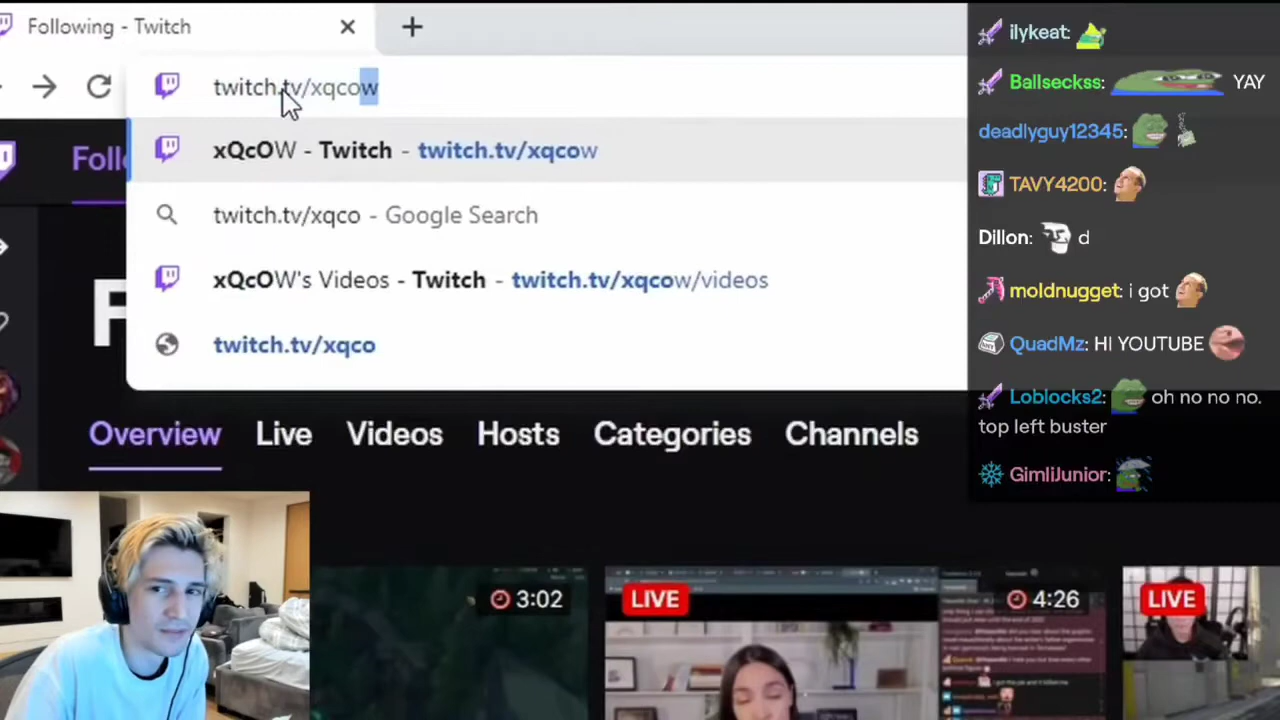 Following - Twitch
twitch.tv/xqcow
xQcOW - Twitch - twitch.tv/xqcow
twitch.tv/xqco - Google Search
xQcOW's Videos - Twitch - twitch.tv/xqcow/videos
twitch.tv/xqco
Follo
F
Overview Live Videos Hosts Categories Channels
3:02
LIVE
4:26
LIVE
ilykeat:
Ballseckss: YAY
deadlyguy12345:
TAVY4200:
Dillon: d
moldnugget: i got
QuadMz: HI YOUTUBE
Loblocks2: oh no no no.
top left buster
GimliJunior: